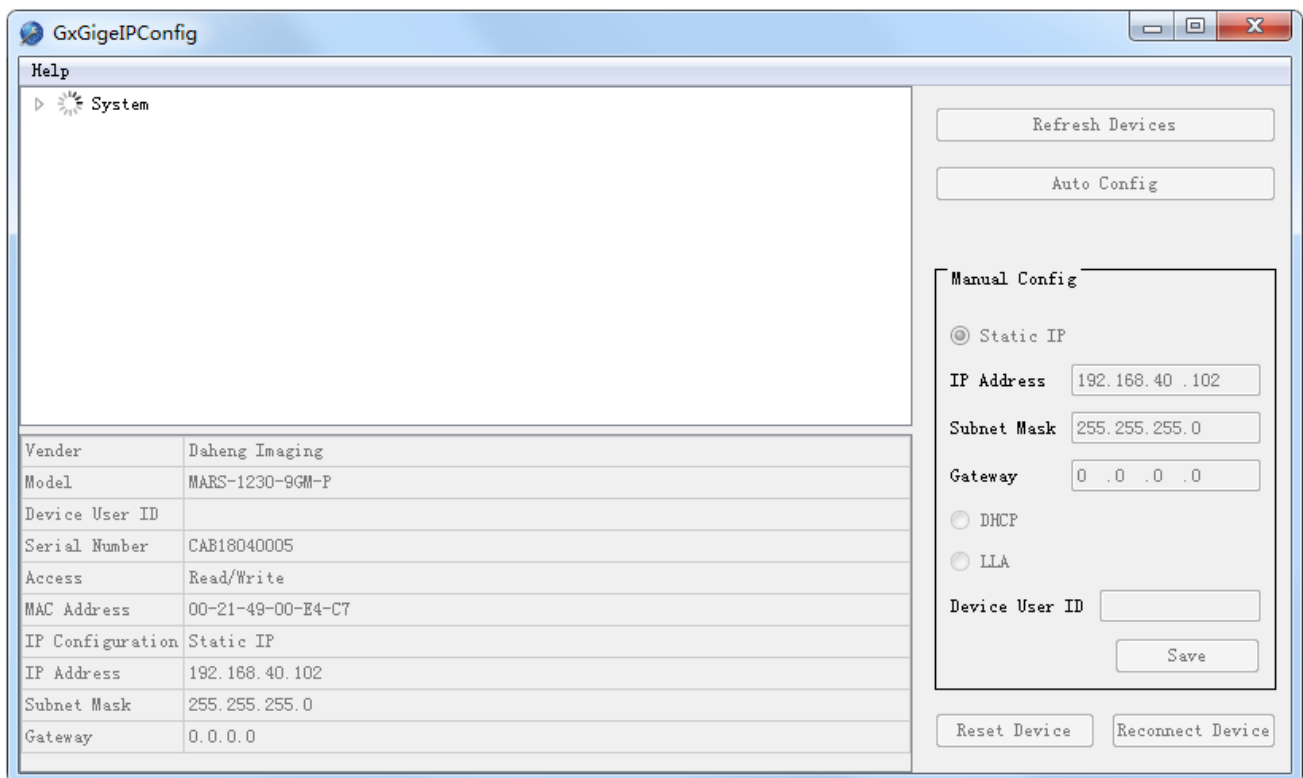 GxGigeIPConfig
Help
System
Refresh Devices
Auto Config
Manual Config
Static IP
IP Address 192.168.40 .102
Subnet Mask 255.255.255.0
Gateway 0 .0 .0 .0
DHCP
LLA
Device User ID
Save
Reset Device Reconnect Device
Vender Daheng Imaging
Model MARS-1230-9GM-P
Device User ID
Serial Number CAB18040005
Access Read/Write
MAC Address 00-21-49-00-E4-C7
IP Configuration Static IP
IP Address 192.168.40.102
Subnet Mask 255.255.255.0
Gateway 0.0.0.0